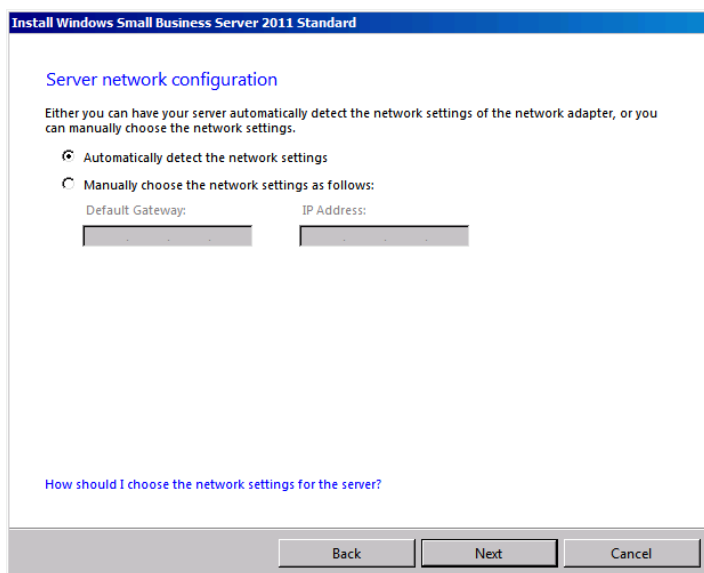 Install Windows Small Business Server 2011 Standard
Server network configuration
Either you can have your server automatically detect the network settings of the network adapter, or you
can manually choose the network settings.
Automatically detect the network settings
Manually choose the network settings as follows:
Default Gateway: IP Address:
. . . . . .
How should I choose the network settings for the server?
Back Next Cancel